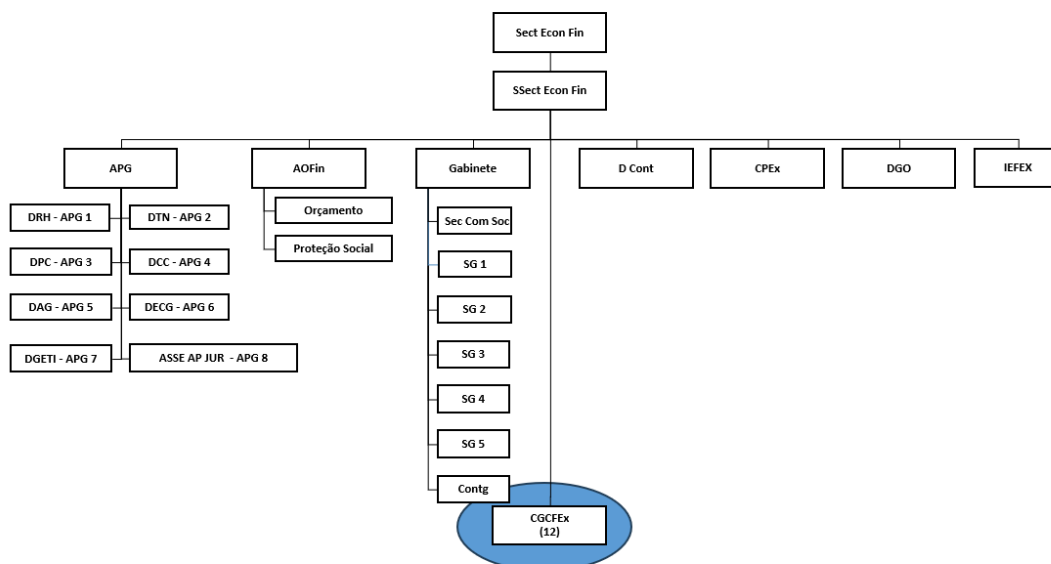 Sect Econ Fin
SSect Econ Fin
APG
AOFin
Gabinete
D Cont
CPEx
DGO
IEFEX
DRH - APG 1
DTN - APG 2
DPC - APG 3
DCC - APG 4
DAG - APG 5
DECG - APG 6
DGETI - APG 7
ASSE AP JUR - APG 8
Orçamento
Proteção Social
Sec Com Soc
SG 1
SG 2
SG 3
SG 4
SG 5
Contg
CGCFEx
(12)